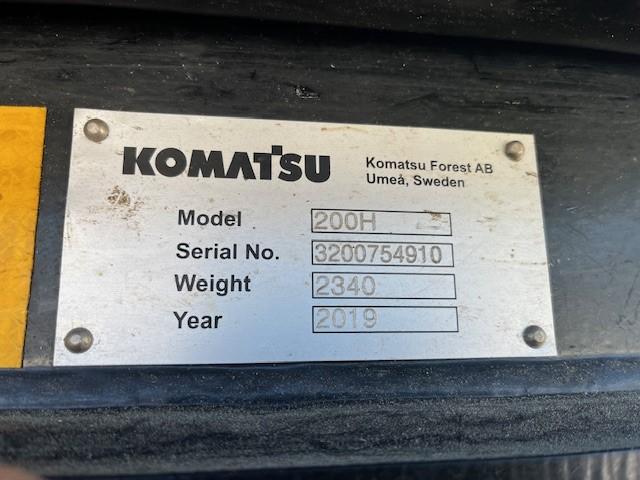 KOMATSU Komatsu Forest AB
Umeå, Sweden
Model 200H
Serial No. 3200754910
Weight 2340
Year 2019